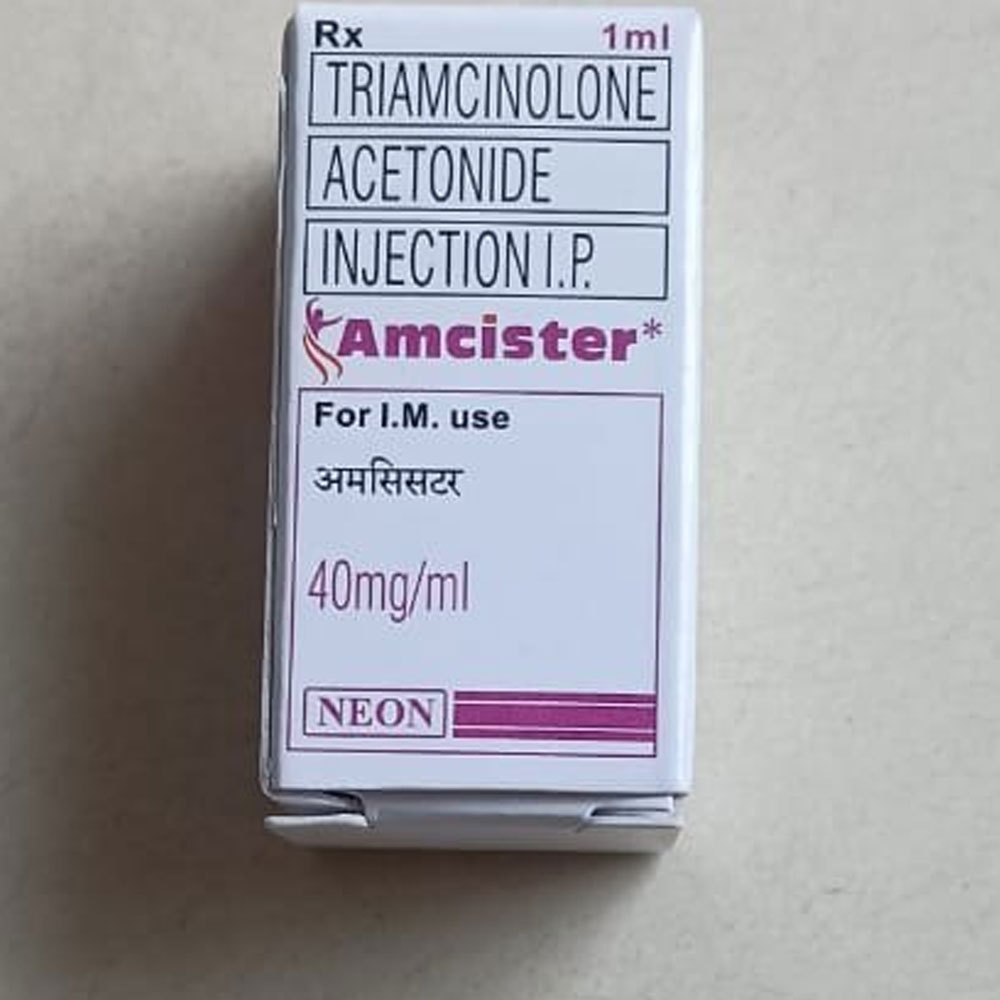 Rx 1ml
TRIAMCINOLONE
ACETONIDE
INJECTION I.P.
Amcister*
For I.M. use
अमसिसटर
40mg/ml
NEON